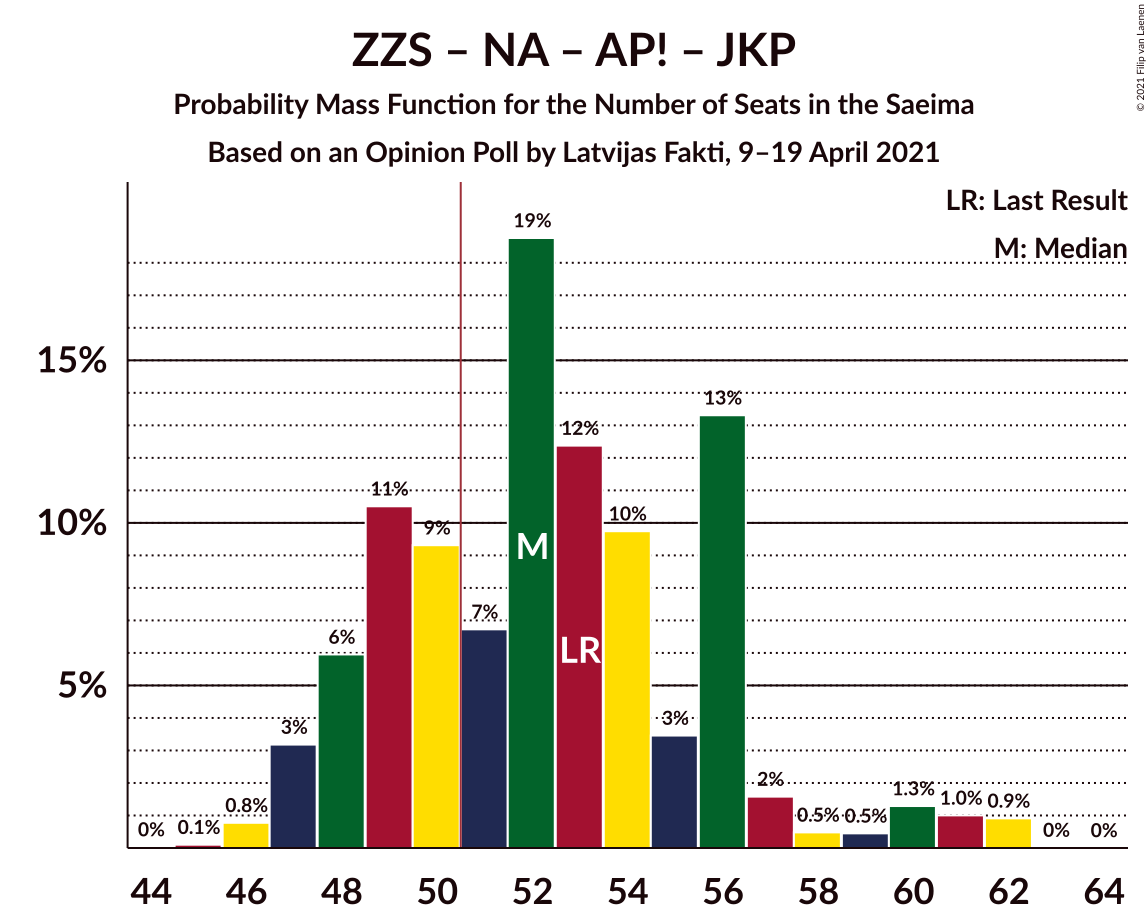 ZZS – NA – AP! – JKP
Probability Mass Function for the Number of Seats in the Saeima
Based on an Opinion Poll by Latvijas Fakti, 9–19 April 2021
© 2021 Filip van Laenen
LR: Last Result
M: Median
15%
10%
5%
0%
0.1%
0.8%
3%
6%
11%
9%
7%
19%
12%
10%
3%
13%
2%
0.5%
0.5%
1.3%
1.0%
0.9%
0%
0%
M
LR
44 46 48 50 52 54 56 58 60 62 64